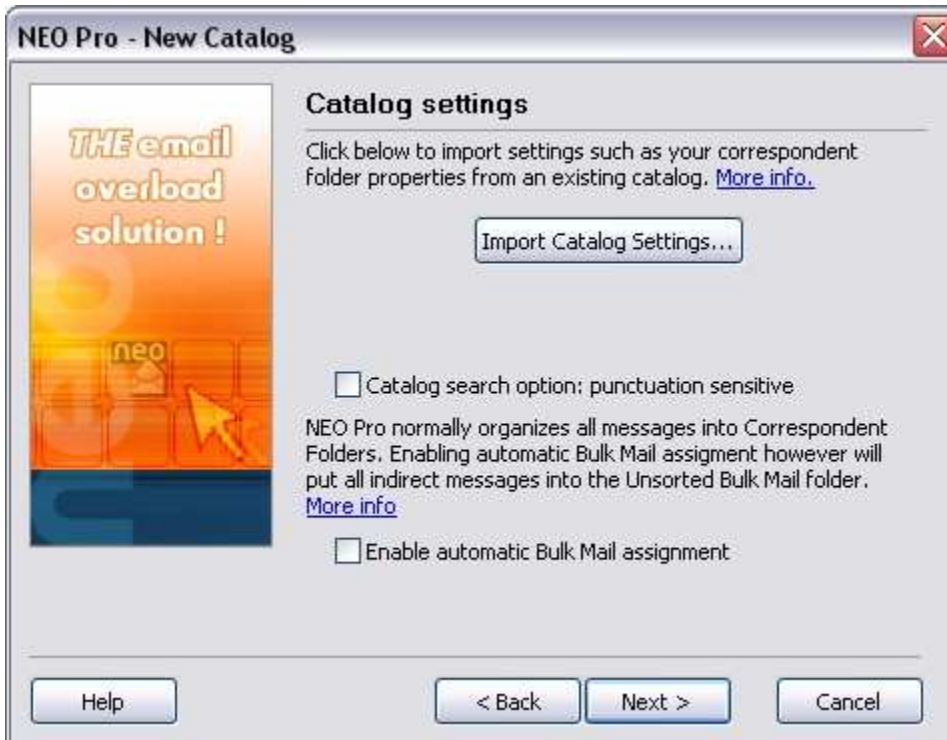 NEO Pro - New Catalog
THE email
overload
solution !
neo
neo
Catalog settings
Click below to import settings such as your correspondent
folder properties from an existing catalog. More info.
Import Catalog Settings...
Catalog search option: punctuation sensitive
NEO Pro normally organizes all messages into Correspondent
Folders. Enabling automatic Bulk Mail assigment however will
put all indirect messages into the Unsorted Bulk Mail folder.
More info
Enable automatic Bulk Mail assignment
Help
< Back
Next >
Cancel